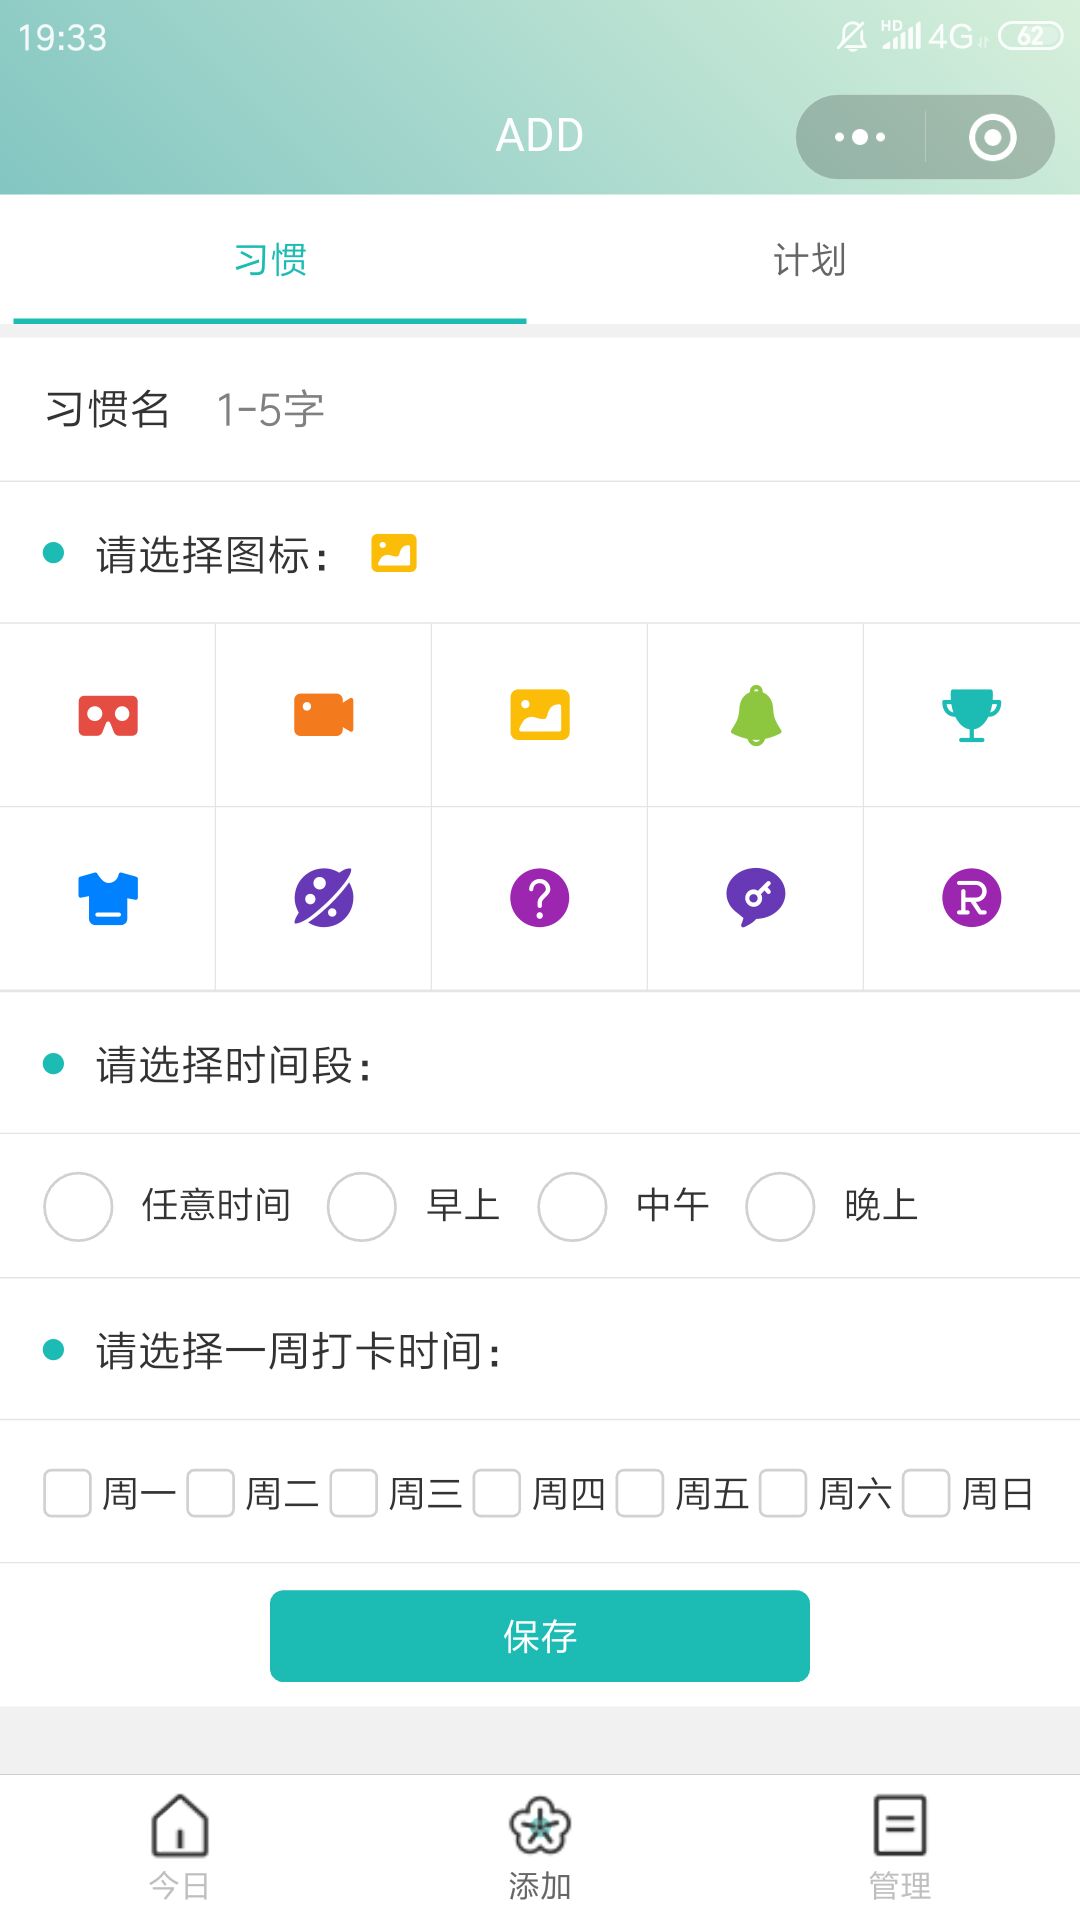 19:33 HD 4G 62
ADD
习惯 计划
习惯名 1-5字
请选择图标：
R
请选择时间段：
任意时间 早上 中午 晚上
请选择一周打卡时间：
周一 周二 周三 周四 周五 周六 周日
保存
今日 添加 管理